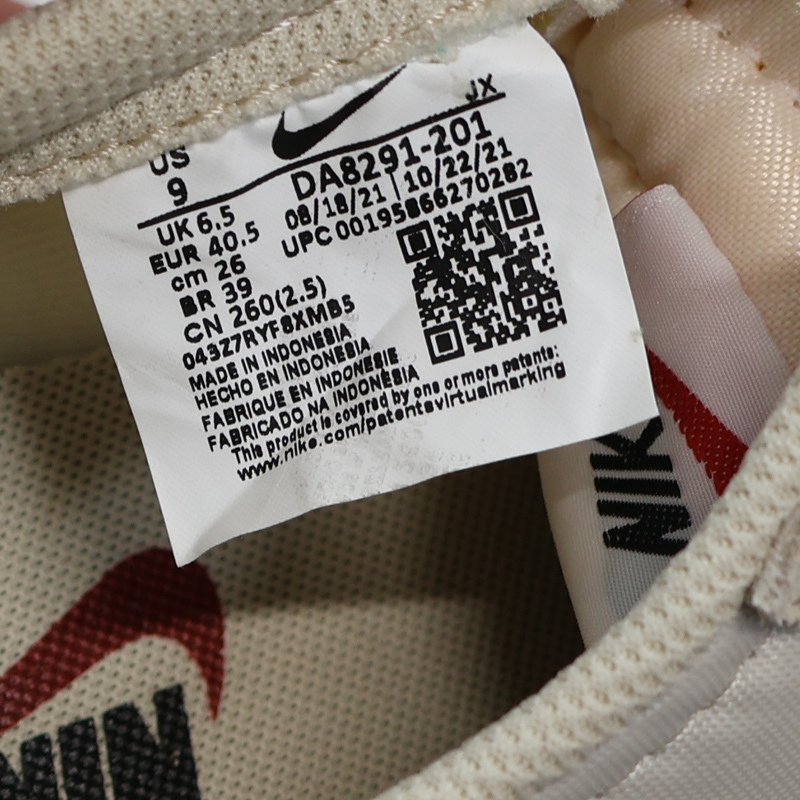 JX
US
9
DA8291-201
08/18/21 | 10/22/21
UPC 00195866270282
UK 6.5
EUR 40.5
cm 26
BR 39
CN 260(2.5)
043Z7RYF8XMB5
MADE IN INDONESIA
HECHO EN INDONESIA
FABRIQUE EN INDONESIE
FABRICADO NA INDONÉSIA
This product is covered by one or more patents:
www.nike.com/patentsvirtualmarking